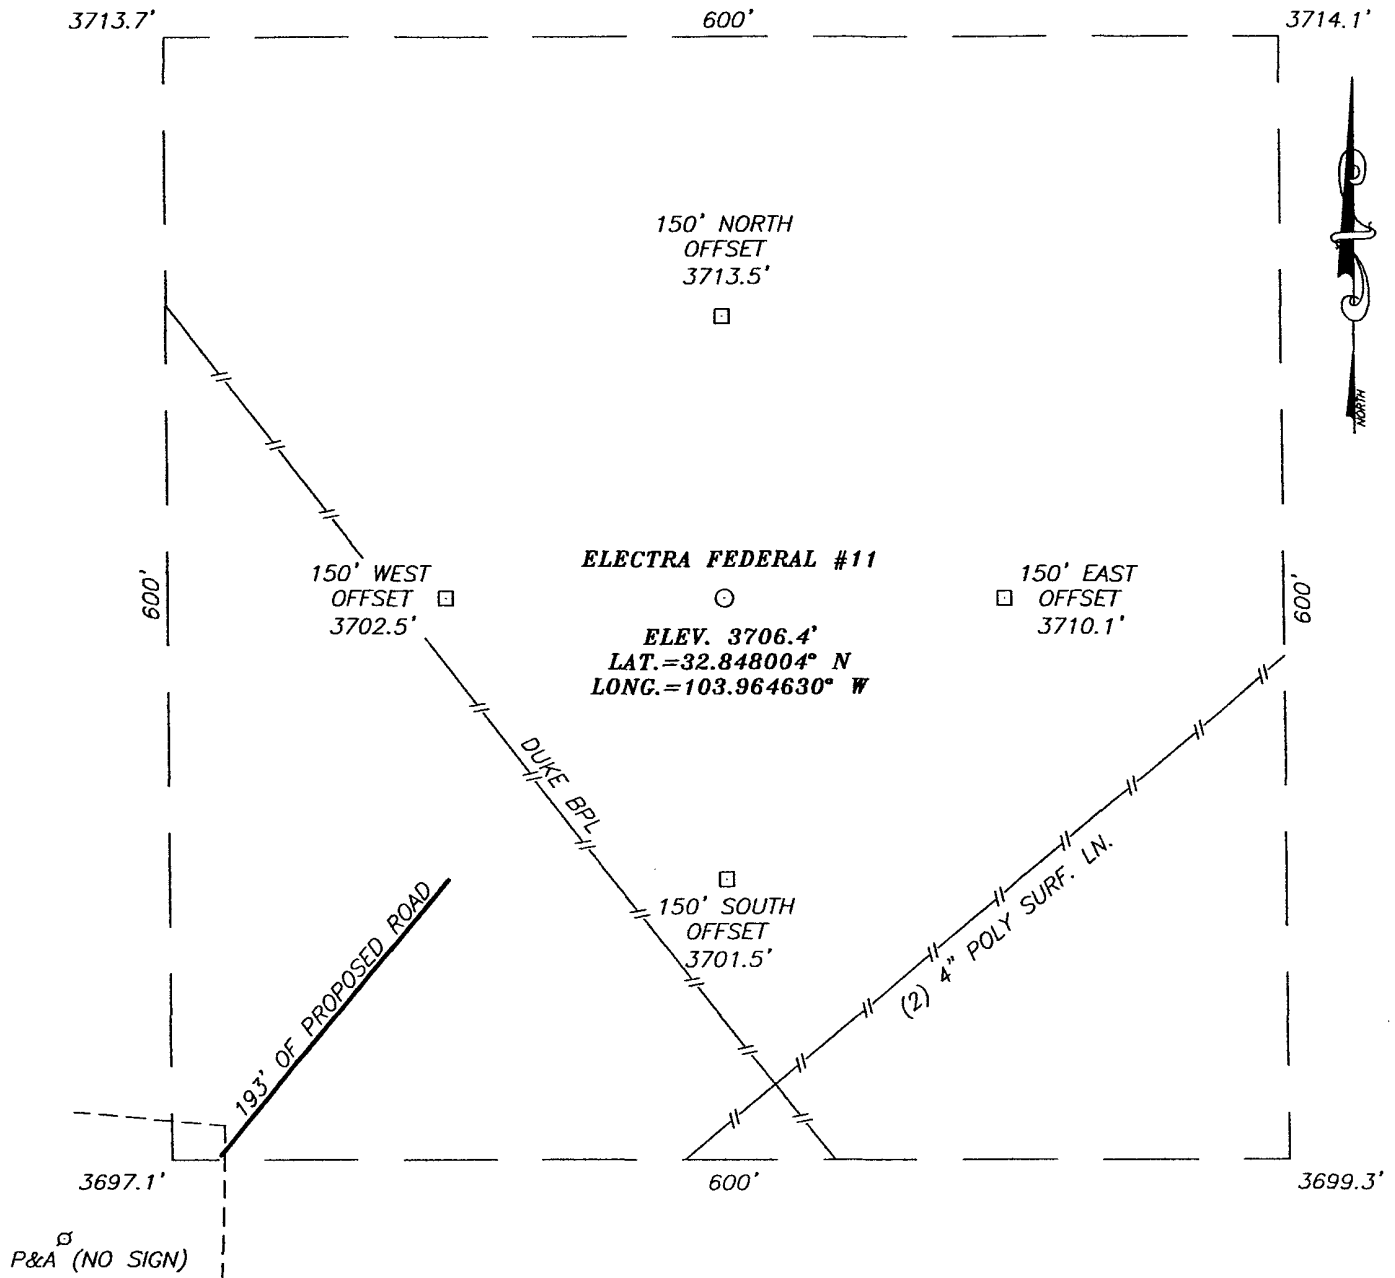 3713.7'
600'
3714.1'
150' NORTH
OFFSET
3713.5'
NORTH
600'
150' WEST
OFFSET
3702.5'
ELECTRA FEDERAL #11
ELEV. 3706.4'
LAT.=32.848004° N
LONG.=103.964630° W
150' EAST
OFFSET
3710.1'
600'
DUKE BPL
150' SOUTH
OFFSET
3701.5'
(2) 4" POLY SURF. LN.
193' OF PROPOSED ROAD
3697.1'
600'
3699.3'
P&A (NO SIGN)